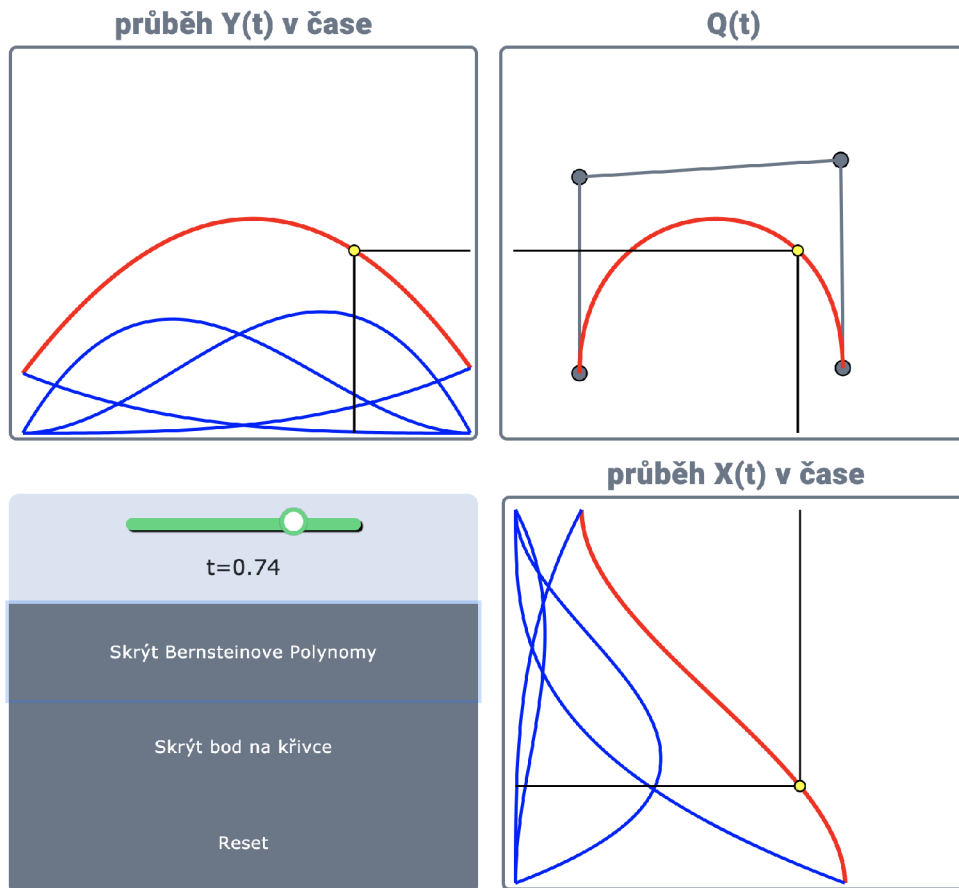 průběh Y(t) v čase
Q(t)
průběh X(t) v čase
t=0.74
Skrýt Bernsteinove Polynomy
Skrýt bod na křivce
Reset